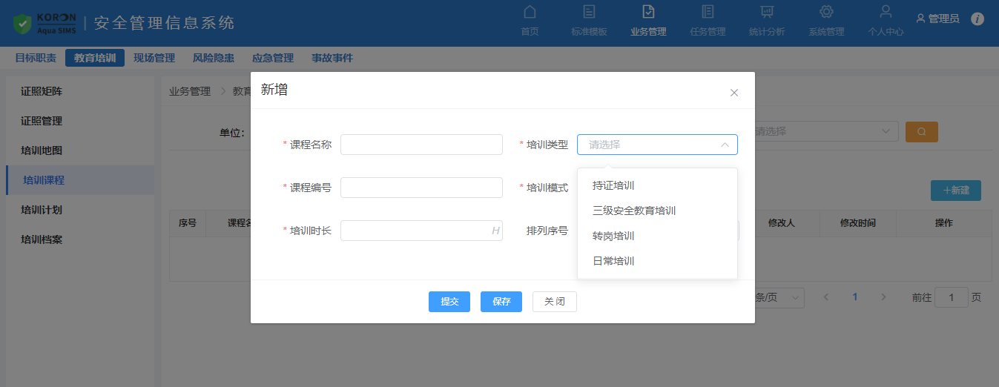 KORON
Aqua SIMS
安全管理信息系统
首页
标准模板
业务管理
任务管理
统计分析
系统管理
个人中心
管理员
目标职责
教育培训
现场管理
风险隐患
应急管理
事故事件
证照矩阵
证照管理
培训地图
培训课程
培训计划
培训档案
业务管理
教育
单位:
请选择
+新建
序号
课程名
修改人
修改时间
操作
条/页
1
前往 1 页
新增
* 课程名称
* 培训类型 请选择
* 课程编号
* 培训模式
* 培训时长 H
排列序号
持证培训
三级安全教育培训
转岗培训
日常培训
提交
保存
关 闭